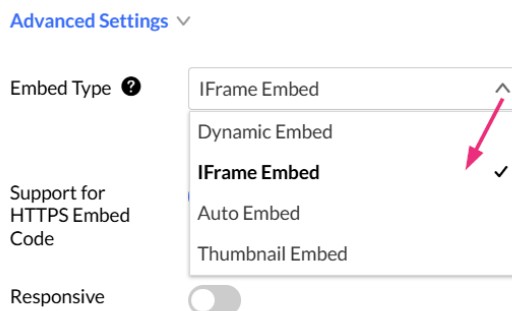 Advanced Settings
Embed Type ?
IFrame Embed
Dynamic Embed
IFrame Embed
Auto Embed
Thumbnail Embed
Support for
HTTPS Embed
Code
Responsive